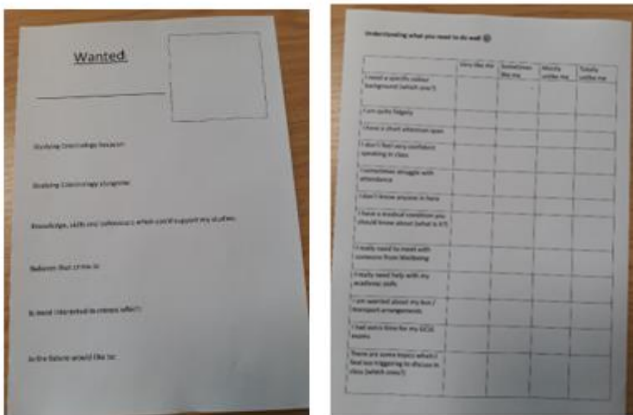 Wanted:
Studying Criminology because:
Studying Criminology alongside:
Knowledge, skills and behaviours which could support my studies:
Believes that crime is:
Is most interested in crimes
In the future would like to:
Understanding what you need to do well
Very like me
Sometimes
like me
Mostly
unlike me
Totally
unlike me
I need a specific colour
background (which one?)
I am quite fidgety
I have a short attention span
I don't feel very confident
speaking in class
I sometimes struggle with
attendance
I don't know anyone in here
I have a medical condition you
should know about (what is it?)
I really need to meet with
someone from Wellbeing
I really need help with my
academic skills
I am worried about my bus /
transport arrangements
I had extra time for my GCSE
exams
There are some topics which I
find too triggering to discuss in
class (which ones?)